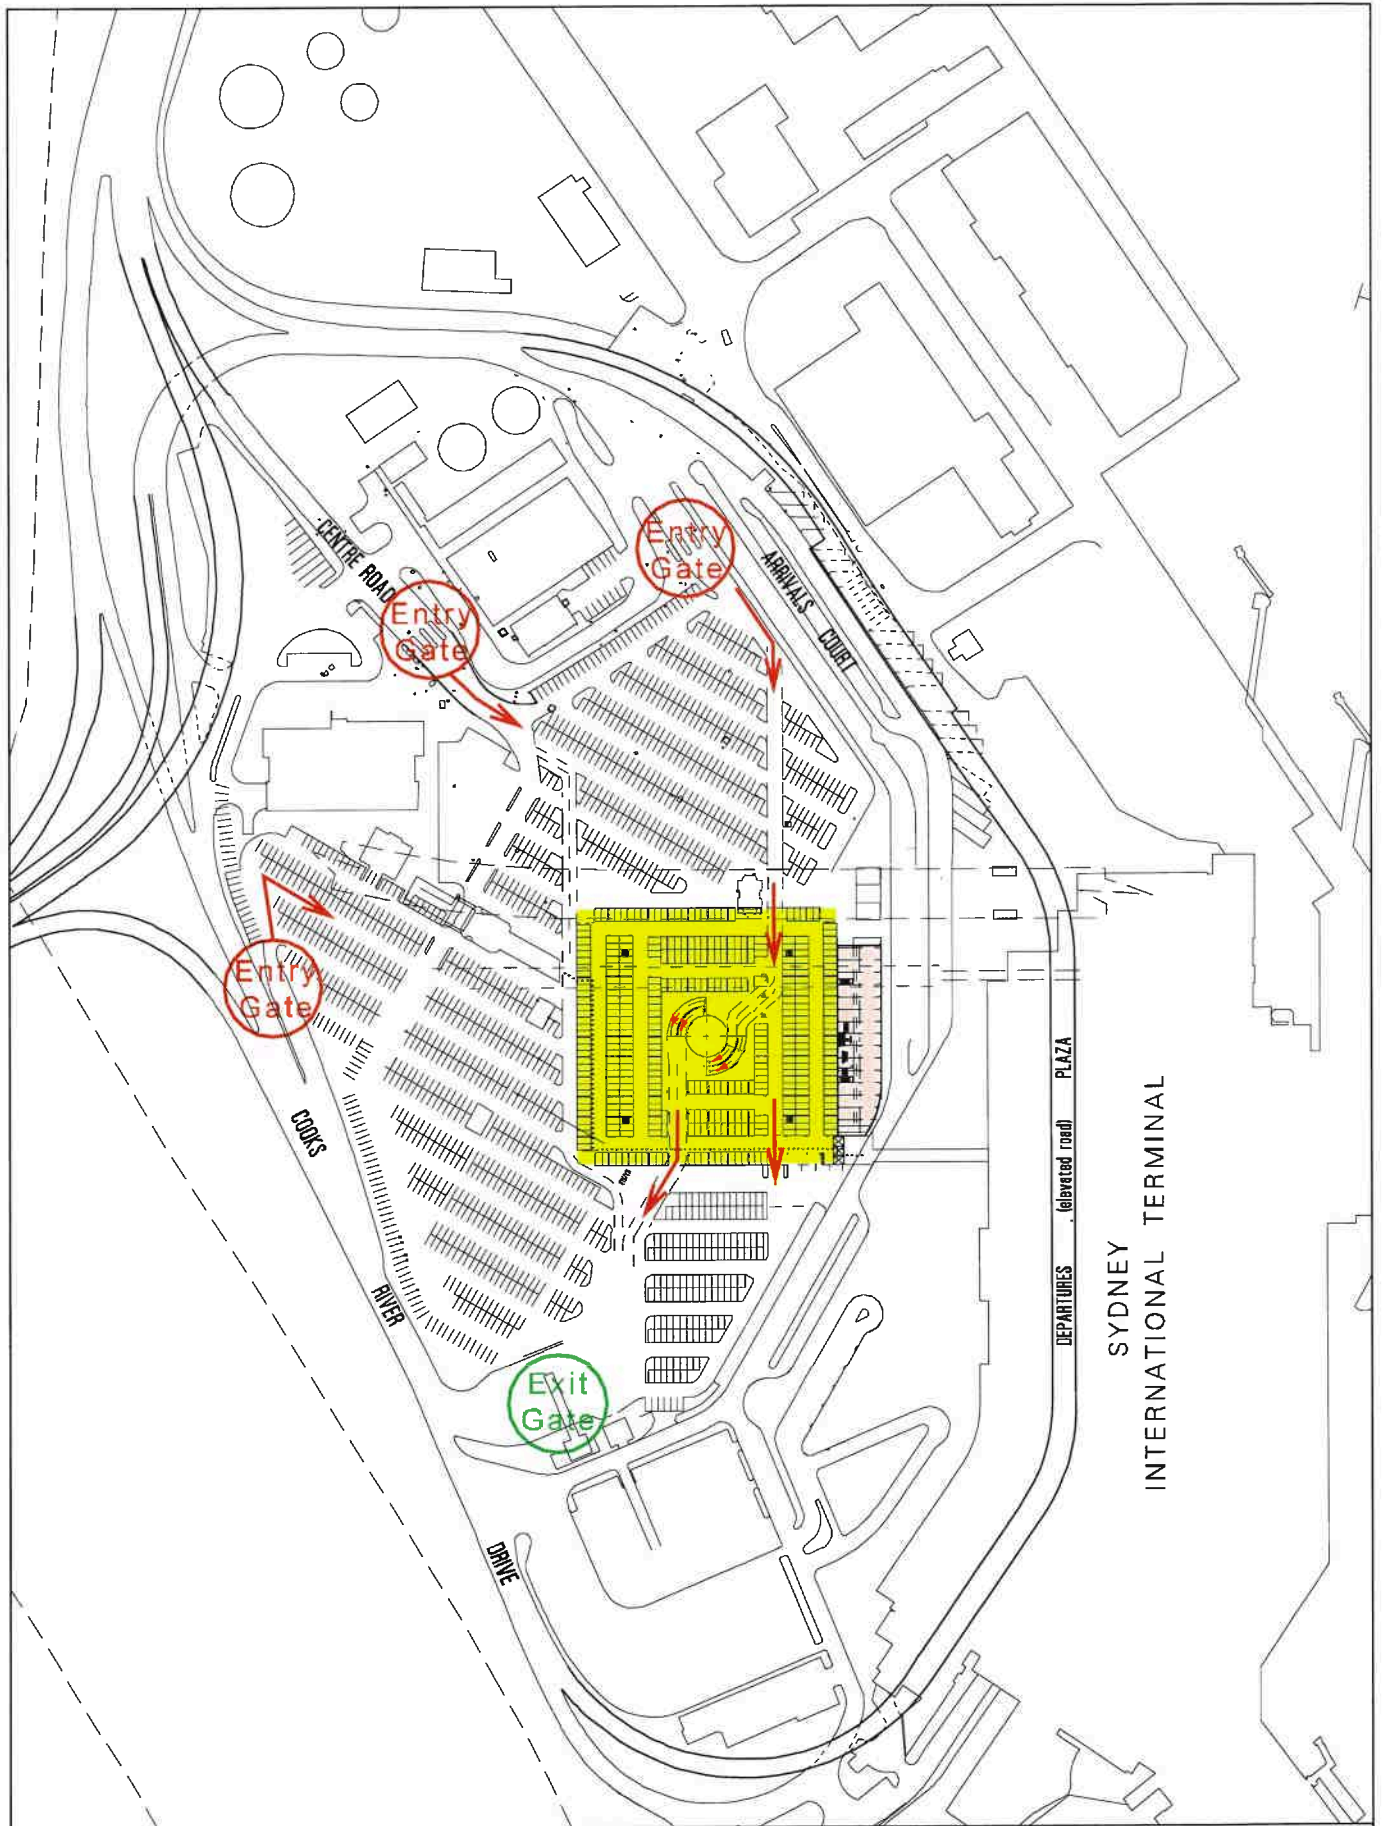 Entry
Gate
CENTRE ROAD
Entry
Gate
ARRIVALS COURT
Entry
Gate
COOKS
RIVER
DRIVE
Exit
Gate
DEPARTURES (elevated road) PLAZA
SYDNEY
INTERNATIONAL TERMINAL